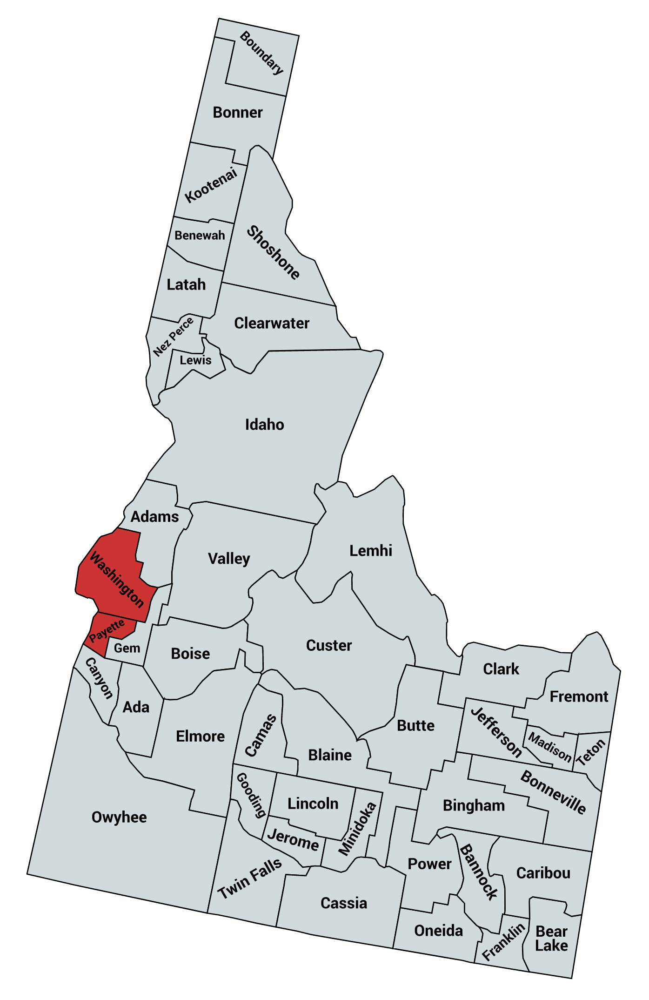 Boundary
Bonner
Kootenai
Benewah
Shoshone
Latah
Nez Perce
Clearwater
Lewis
Idaho
Adams
Valley
Lemhi
Washington
Payette
Gem
Boise
Custer
Canyon
Ada
Elmore
Camas
Blaine
Butte
Clark
Fremont
Jefferson
Madison
Teton
Bonneville
Bingham
Gooding
Lincoln
Minidoka
Jerome
Owyhee
Twin Falls
Cassia
Power
Bannock
Caribou
Oneida
Franklin
Bear
Lake